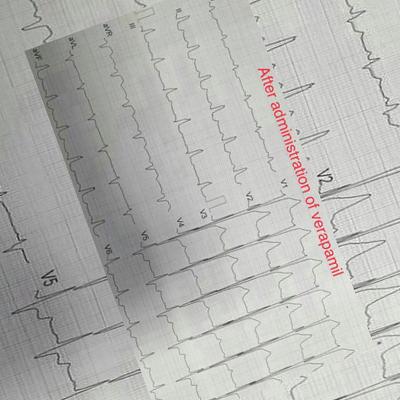 After administration of verapamil
V2
V5
II
III
aVR
aVL
aVF
V1
V2
V3
V4
V5
V6